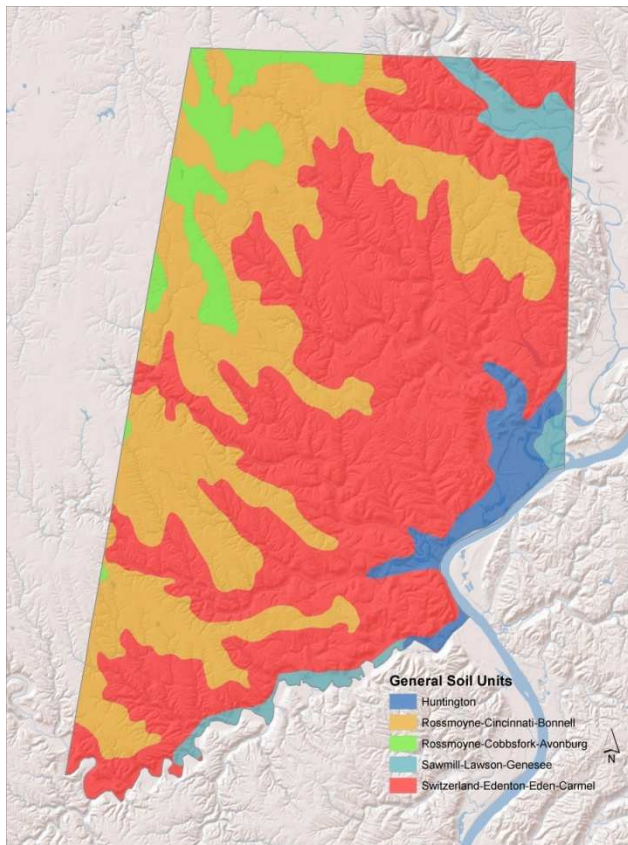 General Soil Units
Huntington
Rossmoyne-Cincinnati-Bonnell
Rossmoyne-Cobbsfork-Avonburg
Sawmill-Lawson-Genesee
Switzerland-Edenton-Eden-Carmel
N